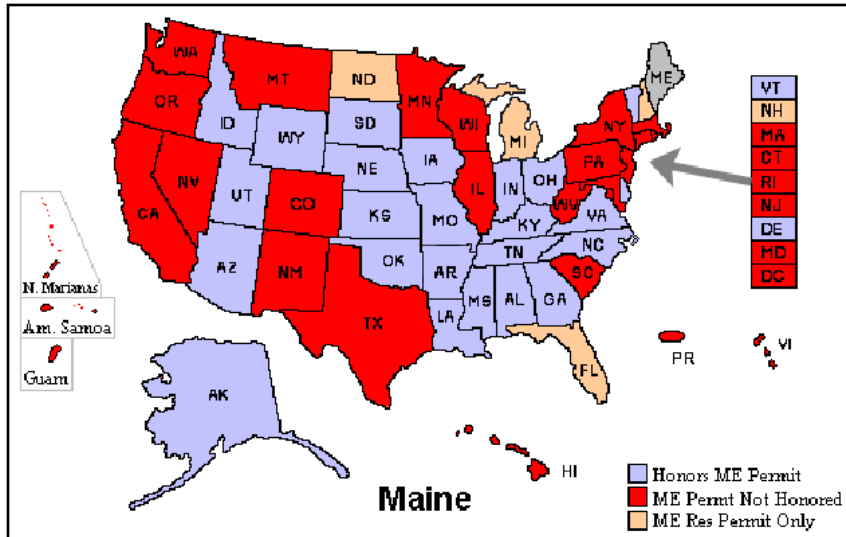 WA
MT
ND
MN
ME
VT
NH
MA
CT
RI
NJ
DE
MD
DC
OR
ID
WY
SD
WI
MI
NY
PA
NE
IA
IL
IN
OH
NV
UT
CO
CA
KS
MO
WV
VA
KY
NC
TN
AZ
NM
OK
AR
SC
MS
AL
GA
TX
LA
FL
N. Marianas
Am. Samoa
Guam
PR
VI
AK
HI
Maine
Honors ME Permit
ME Permt Not Honored
ME Res Permit Only